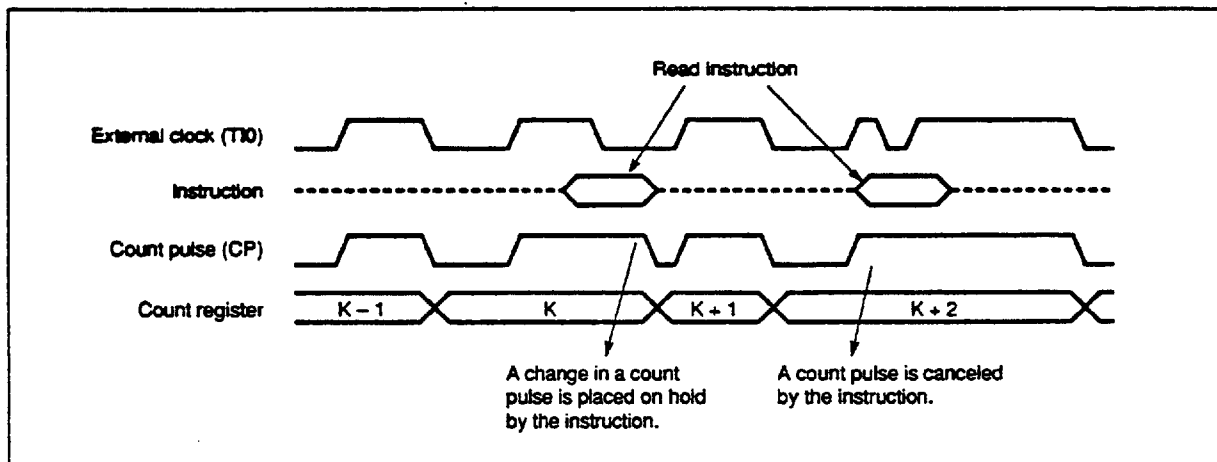 Read instruction
External clock (TI0)
Instruction
Count pulse (CP)
Count register
K – 1
K
K + 1
K + 2
A change in a count
pulse is placed on hold
by the instruction.
A count pulse is canceled
by the instruction.